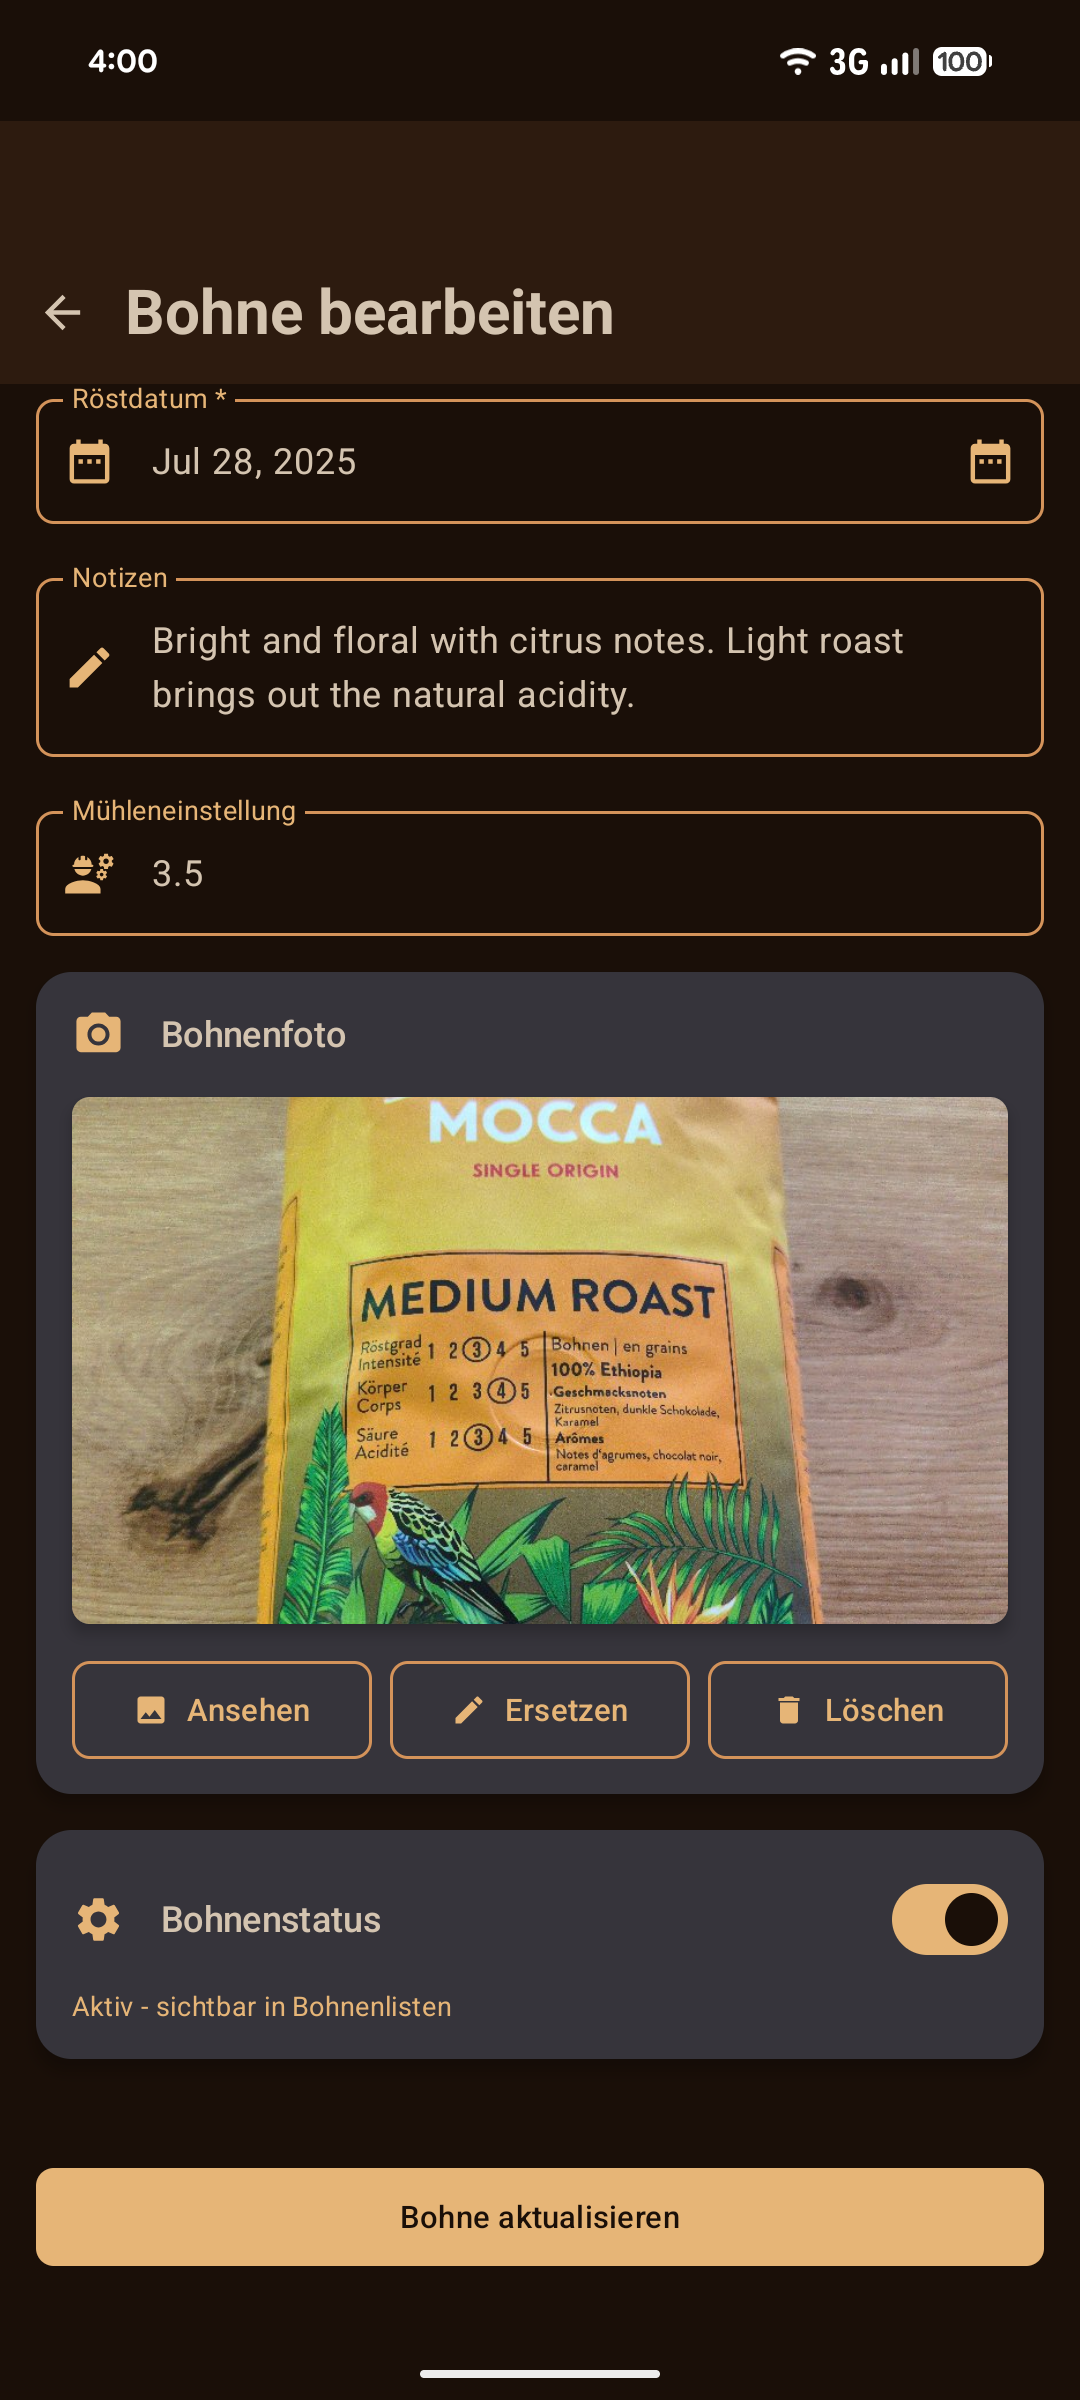 4:00
3G
100
Bohne bearbeiten
Röstdatum *
Jul 28, 2025
Notizen
Bright and floral with citrus notes. Light roast
brings out the natural acidity.
Mühleneinstellung
3.5
Bohnenfoto
MOCCA
SINGLE ORIGIN
MEDIUM ROAST
Röstgrad
Intensité
1 2 3 4 5
Körper
Corps
1 2 3 4 5
Säure
Acidité
1 2 3 4 5
Bohnen | en grains
100% Ethiopia
Geschmacksnoten
Zitrusnoten, dunkle Schokolade,
Karamel
Arômes
Notes d'agrumes, chocolat noir,
caramel
Ansehen
Ersetzen
Löschen
Bohnenstatus
Aktiv - sichtbar in Bohnenlisten
Bohne aktualisieren